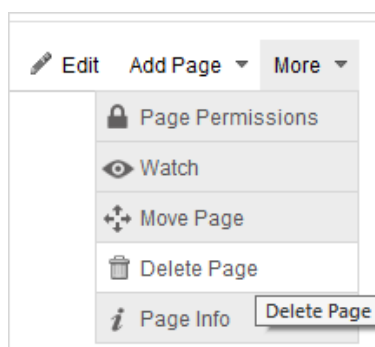 Edit Add Page More
Page Permissions
Watch
Move Page
Delete Page
Page Info Delete Page